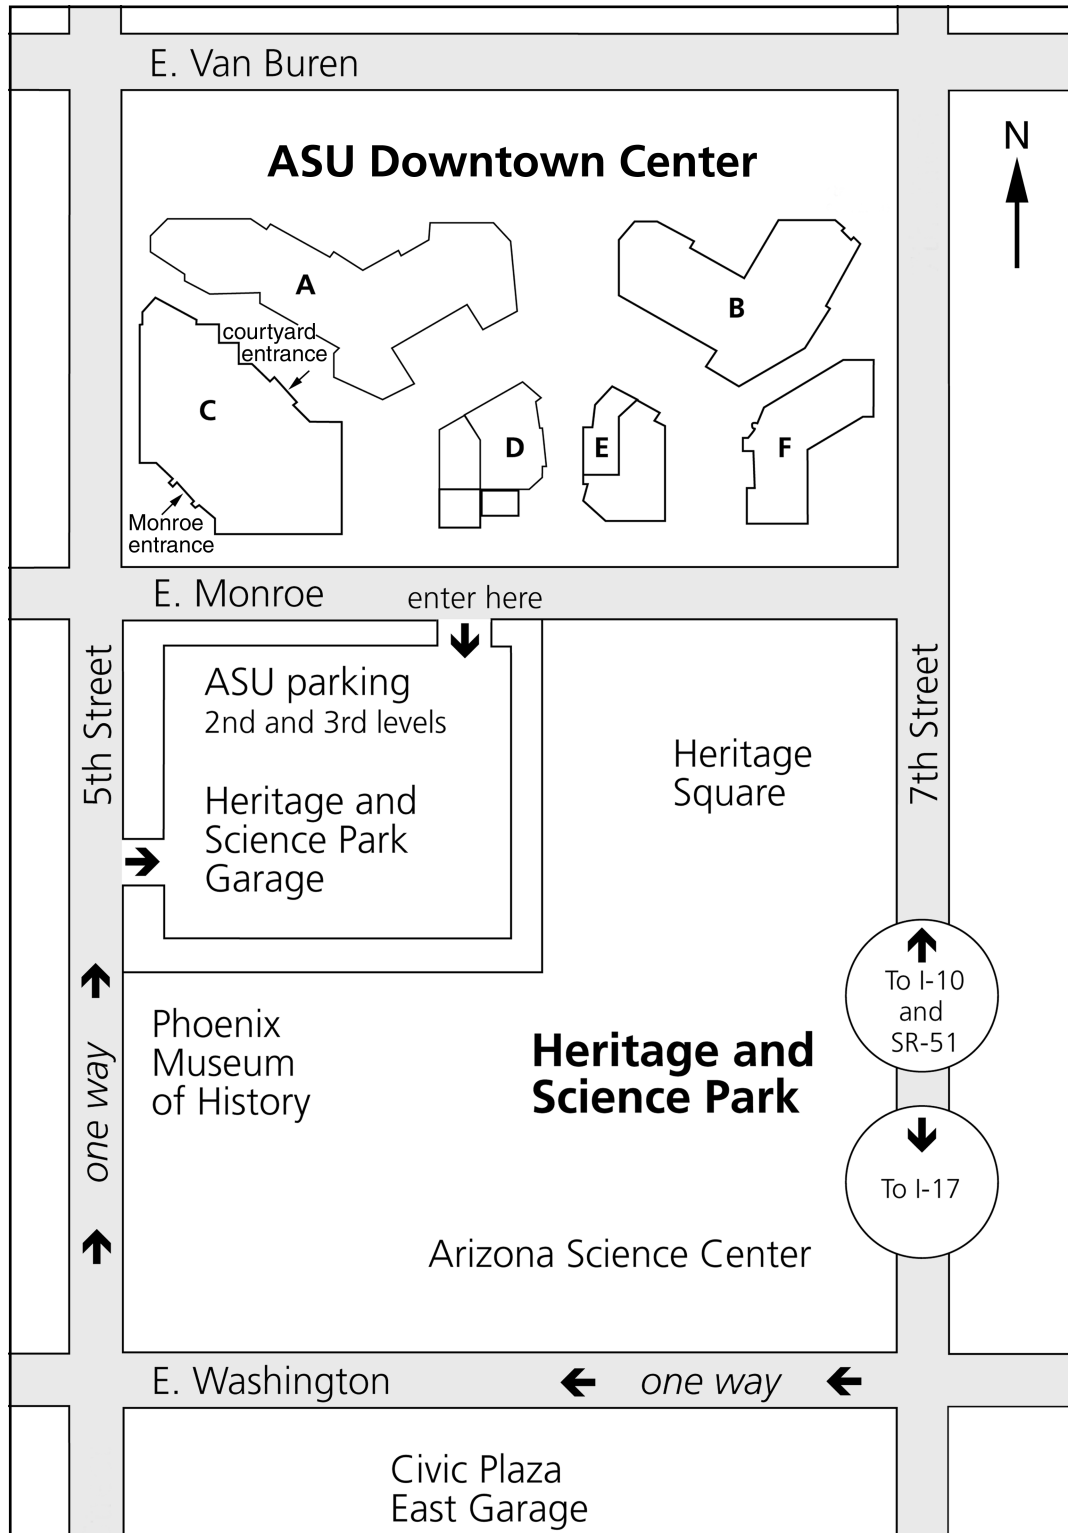 E. Van Buren
ASU Downtown Center
N
A
B
courtyard
entrance
C
D
E
F
Monroe
entrance
E. Monroe
enter here
ASU parking
2nd and 3rd levels
Heritage and
Science Park
Garage
5th Street
7th Street
Heritage
Square
To I-10
and
SR-51
Phoenix
Museum
of History
Heritage and
Science Park
one way
To I-17
Arizona Science Center
E. Washington
one way
Civic Plaza
East Garage